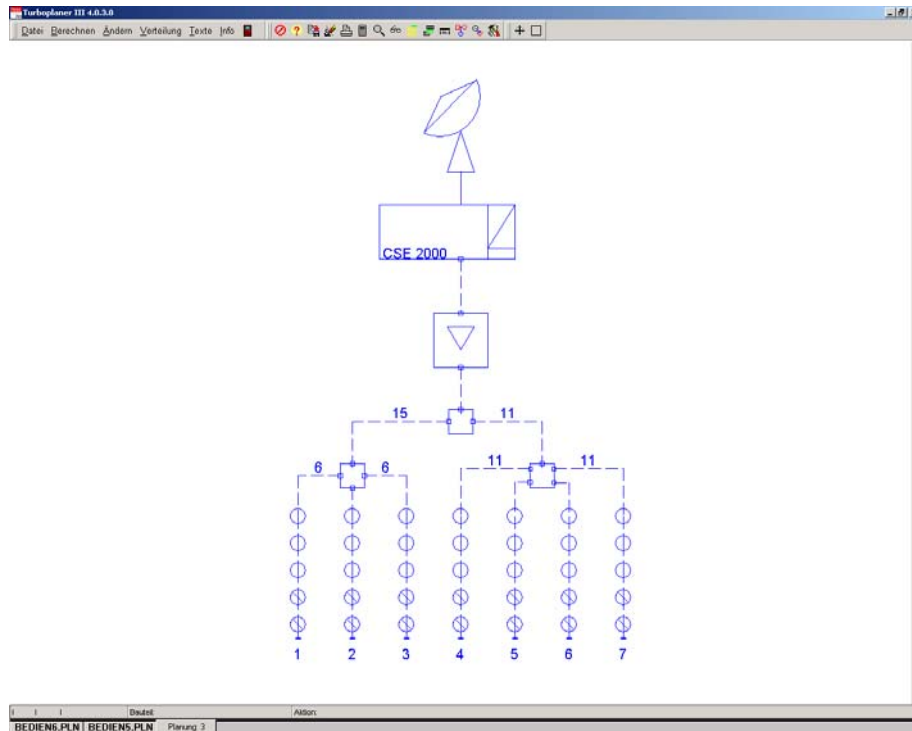 Turboplaner III 4.0.3.0
Datei Berechnen Ändern Verteilung Texte Info
CSE 2000
15 11
6 6 11 11
1 2 3 4 5 6 7
Bauteil: Aktion:
BEDIEN6.PLN BEDIEN5.PLN Planung 3